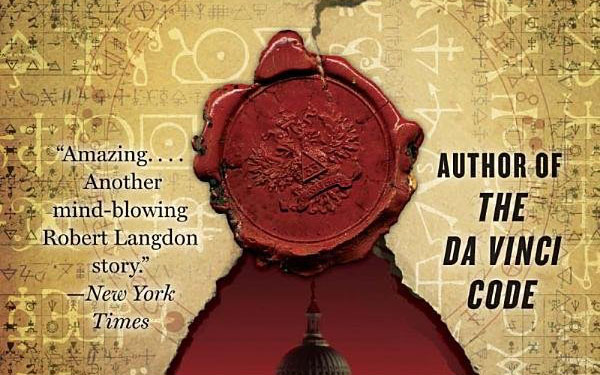 “Amazing. . . .
Another
mind-blowing
Robert Langdon
story.”
—New York
Times
AUTHOR OF
THE
DA VINCI
CODE